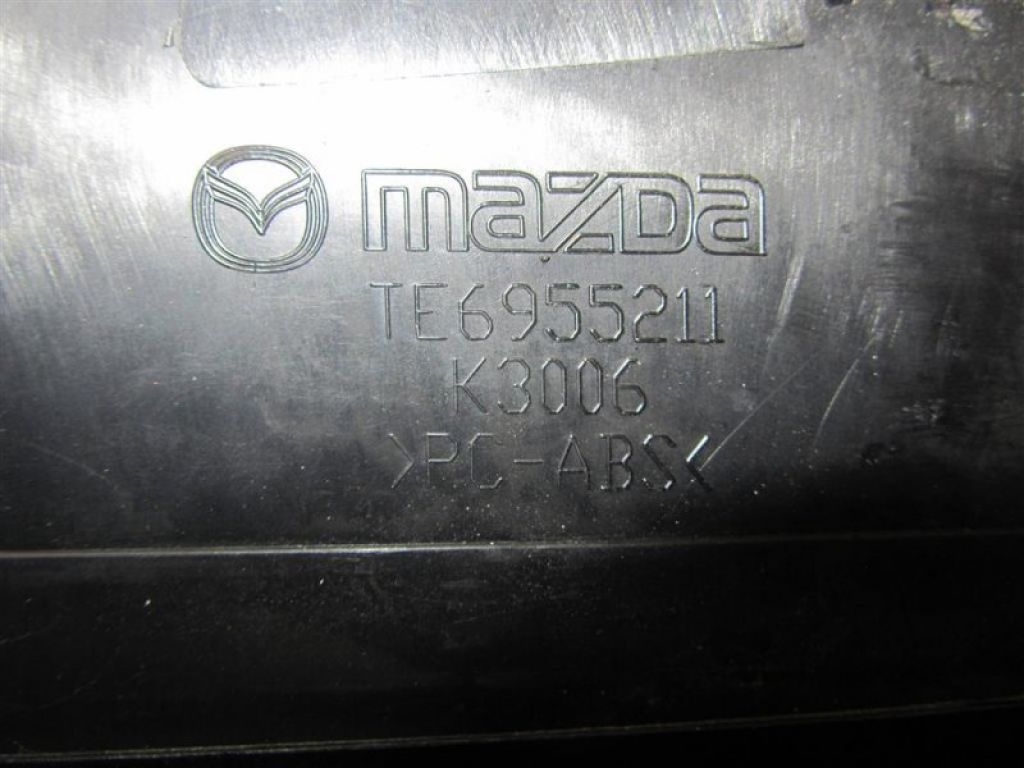 mazda
TE6955211
K3006
>PC-ABS<